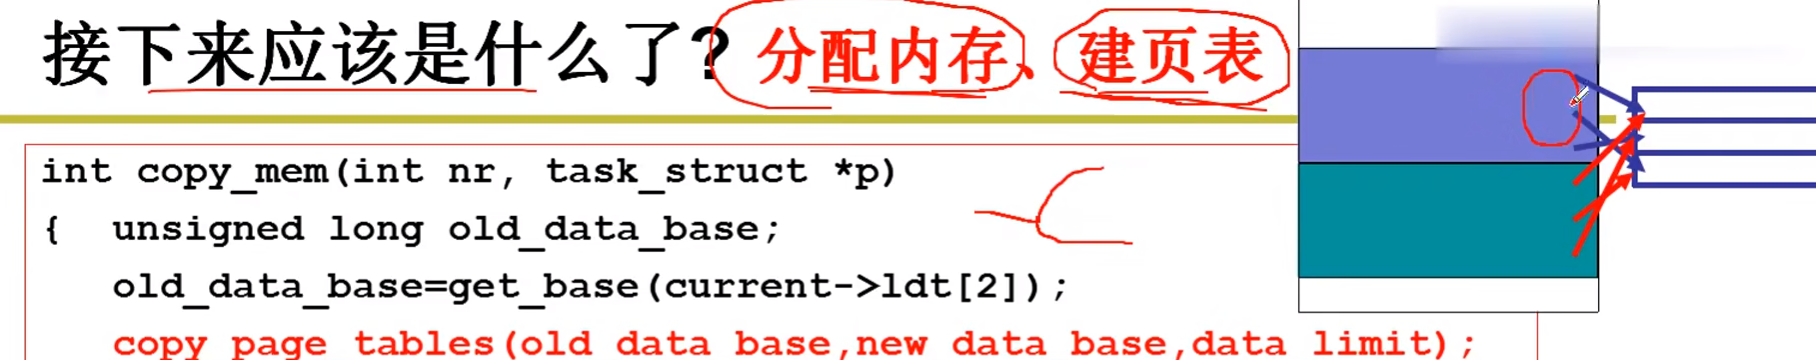 接下来应该是什么了?分配内存、建页表
int copy_mem(int nr, task_struct *p)
{ unsigned long old_data_base;
old_data_base=get_base(current->ldt[2]);
copy_page_tables(old_data_base,new_data_base,data_limit);